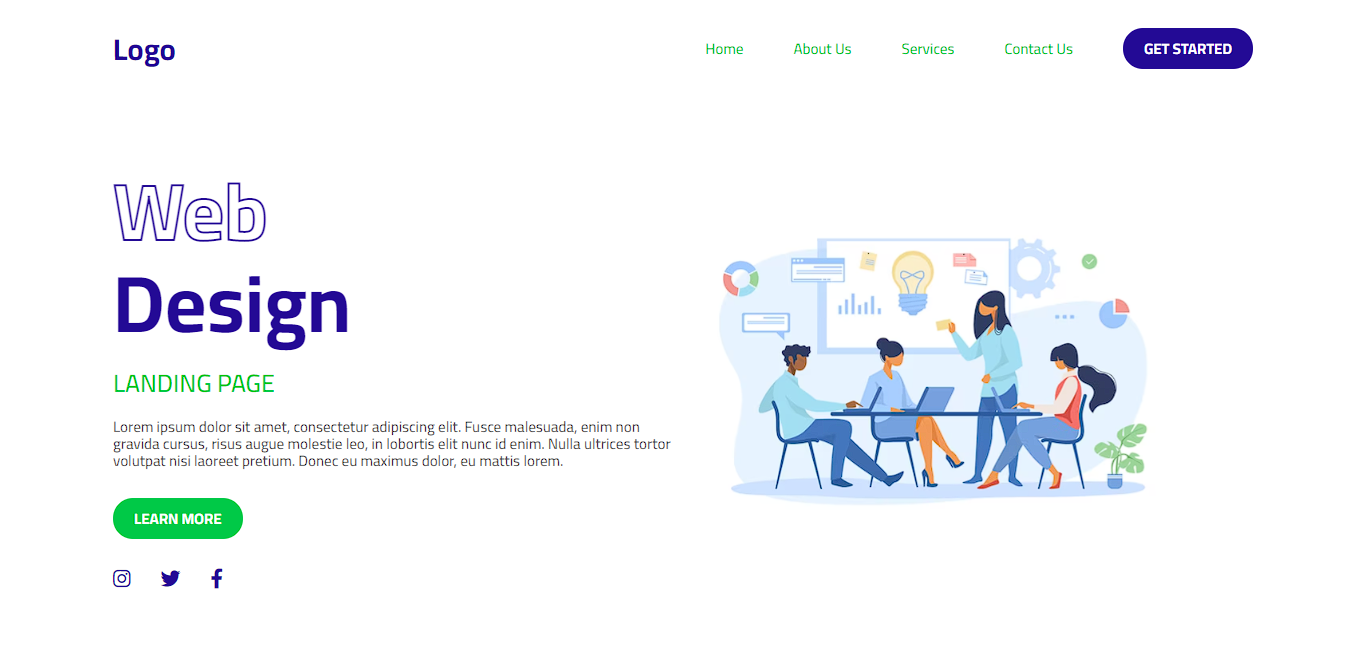 Logo
Home
About Us
Services
Contact Us
GET STARTED
Web
Design
LANDING PAGE
Lorem ipsum dolor sit amet, consectetur adipiscing elit. Fusce malesuada, enim non
gravida cursus, risus augue molestie leo, in lobortis elit nunc id enim. Nulla ultrices tortor
volutpat nisi laoreet pretium. Donec eu maximus dolor, eu mattis lorem.
LEARN MORE